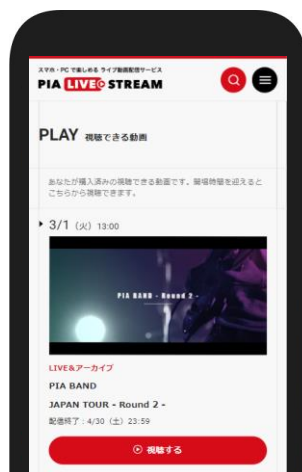 スマホ・PCで楽しめる ライブ動画配信サービス
PIA LIVE STREAM
PLAY 視聴できる動画
あなたが購入済みの視聴できる動画です。開場時間を迎えると
こちらから視聴できます。
3/1（火）13:00
PIA BAND - Round 2 -
LIVE&アーカイブ
PIA BAND
JAPAN TOUR - Round 2 -
配信終了：4/30（土）23:59
視聴する